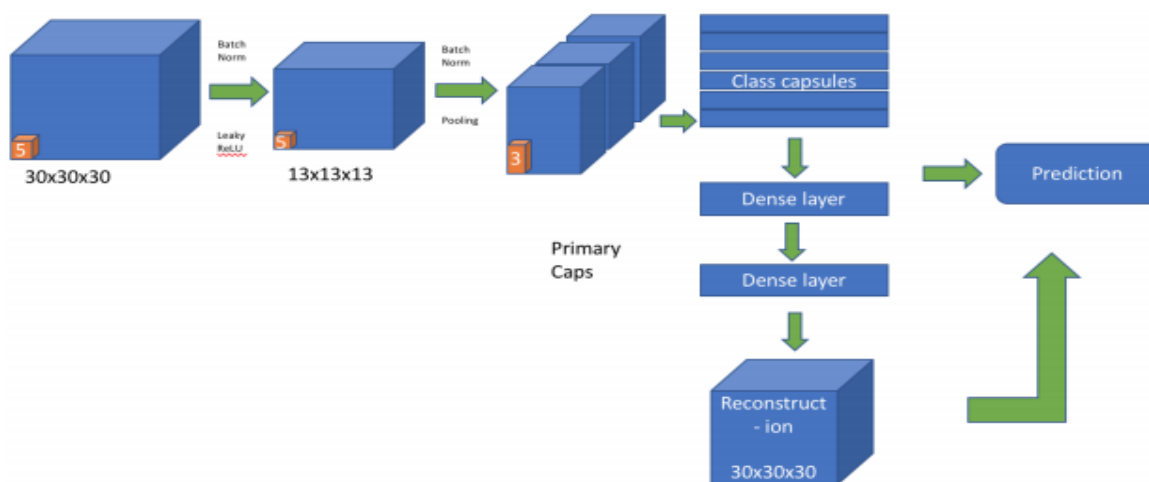 5
30x30x30
Batch
Norm
Leaky
ReLU
5
13x13x13
Batch
Norm
Pooling
3
Primary
Caps
Class capsules
Dense layer
Dense layer
Reconstruct
- ion
30x30x30
Prediction